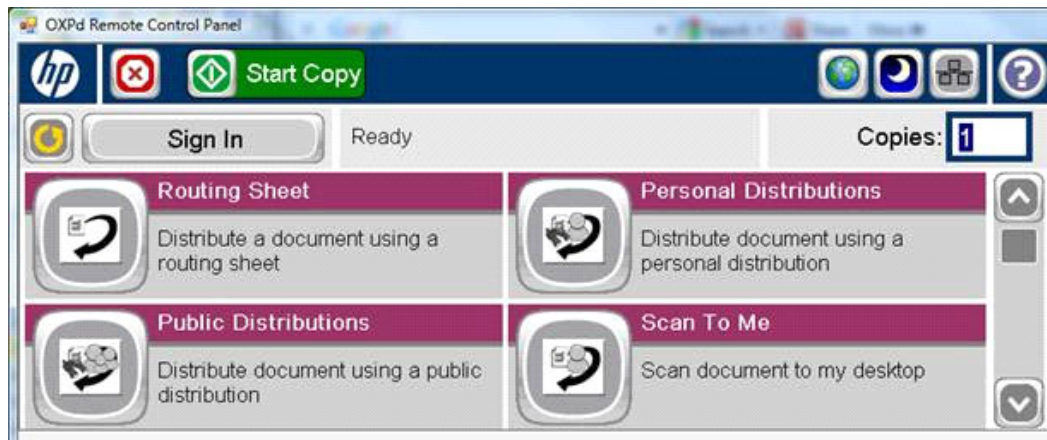 OXPd Remote Control Panel
hp
Start Copy
?
Sign In
Ready
Copies: 1
Routing Sheet
Distribute a document using a
routing sheet
Personal Distributions
Distribute document using a
personal distribution
Public Distributions
Distribute document using a public
distribution
Scan To Me
Scan document to my desktop